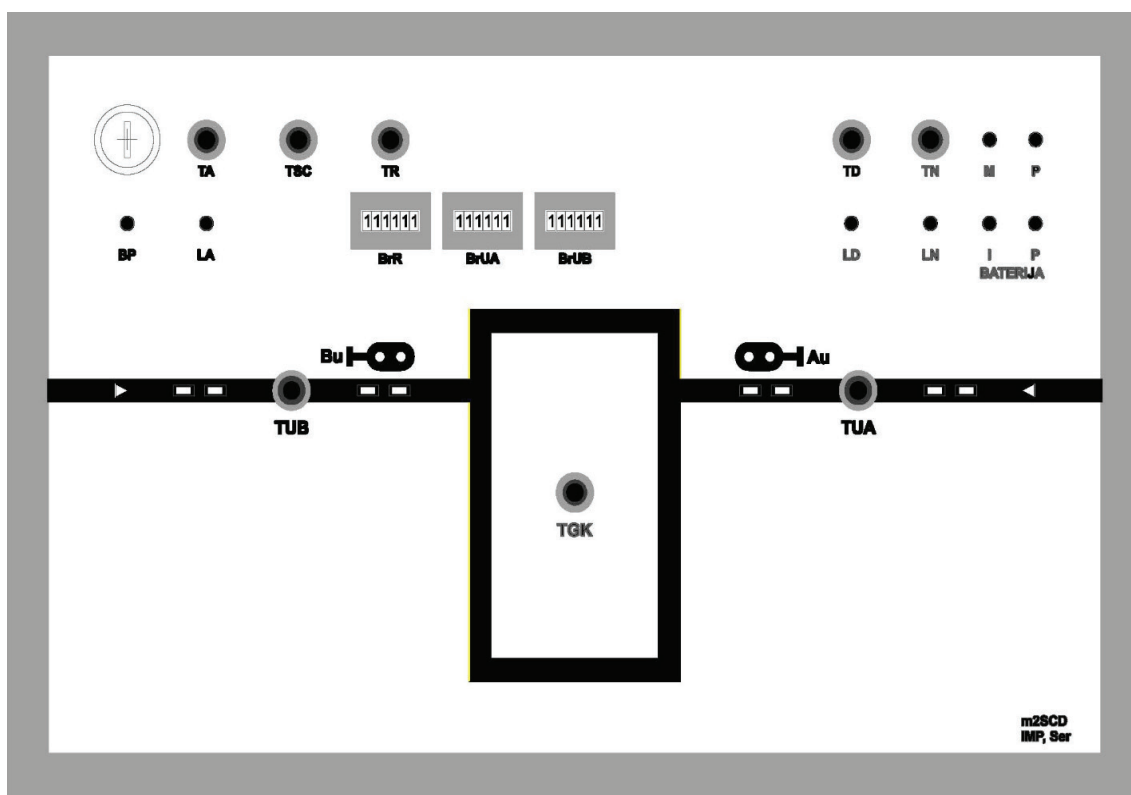 TA TSC TR TD TN M P
111111 111111 111111
BP LA BrR BrUA BrUB LD LN I P
BATERIJA
Bu Au
TUB TUA
TGK
m2SCD
IMP, Ser